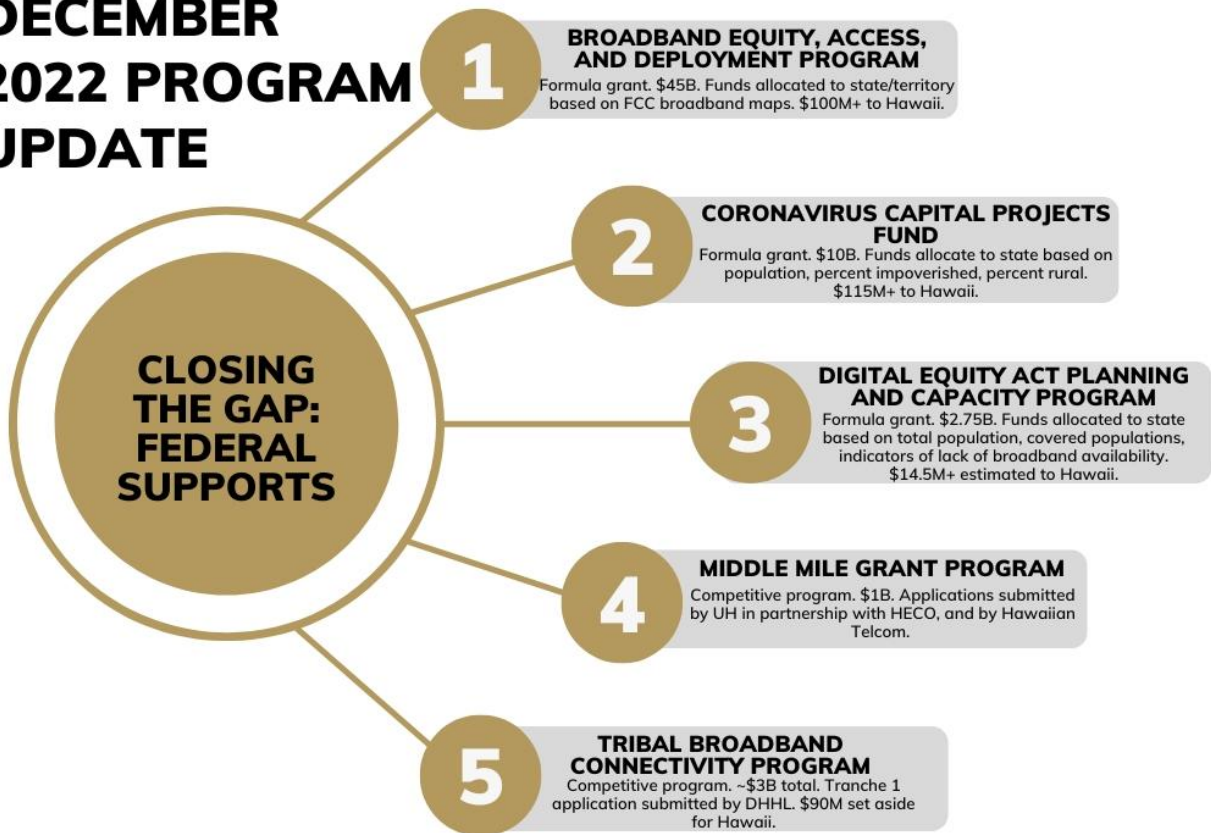 DECEMBER
2022 PROGRAM
UPDATE
1
BROADBAND EQUITY, ACCESS,
AND DEPLOYMENT PROGRAM
Formula grant. $45B. Funds allocated to state/territory
based on FCC broadband maps. $100M+ to Hawaii.
2
CORONAVIRUS CAPITAL PROJECTS
FUND
Formula grant. $10B. Funds allocate to state based on
population, percent impoverished, percent rural.
$115M+ to Hawaii.
CLOSING
THE GAP:
FEDERAL
SUPPORTS
3
DIGITAL EQUITY ACT PLANNING
AND CAPACITY PROGRAM
Formula grant. $2.75B. Funds allocated to state
based on total population, covered populations,
indicators of lack of broadband availability.
$14.5M+ estimated to Hawaii.
4
MIDDLE MILE GRANT PROGRAM
Competitive program. $1B. Applications submitted
by UH in partnership with HECO, and by Hawaiian
Telcom.
5
TRIBAL BROADBAND
CONNECTIVITY PROGRAM
Competitive program. ~$3B total. Tranche 1
application submitted by DHHL. $90M set aside
for Hawaii.